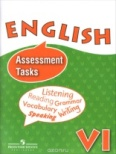 ENGLISH
Assessment
Tasks
Listening
Reading Grammar
Vocabulary
Speaking Writing
VI